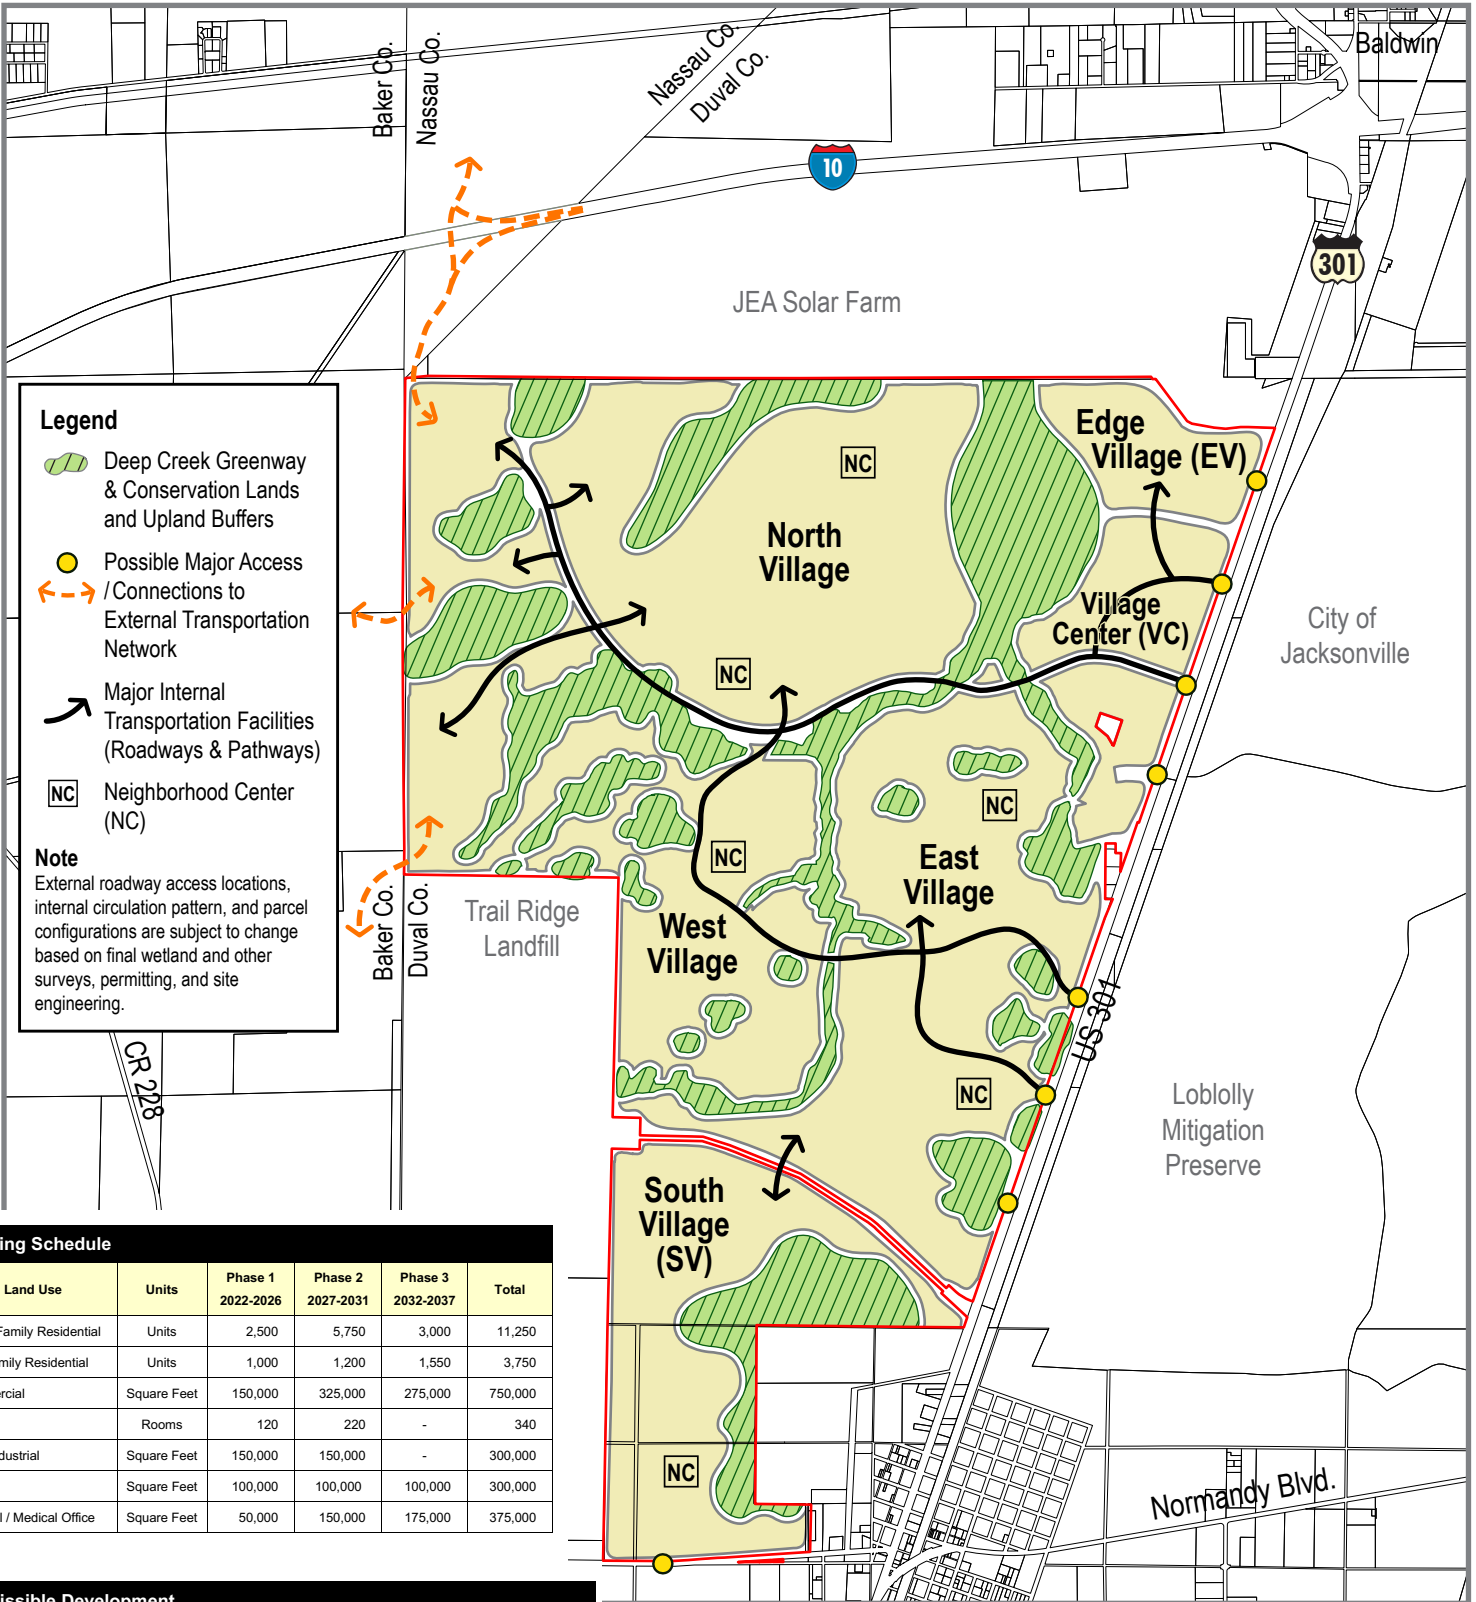 Baldwin
Baker Co.
Nassau Co.
Nassau Co.
Duval Co.
10
301
JEA Solar Farm
Legend
Deep Creek Greenway
& Conservation Lands
and Upland Buffers
Possible Major Access
/Connections to
External Transportation
Network
Major Internal
Transportation Facilities
(Roadways & Pathways)
NC
Neighborhood Center
(NC)
Note
External roadway access locations,
internal circulation pattern, and parcel
configurations are subject to change
based on final wetland and other
surveys, permitting, and site
engineering.
Edge
Village (EV)
NC
North
Village
Village
Center (VC)
City of
Jacksonville
NC
NC
NC
East
Village
West
Village
Trail Ridge
Landfill
Baker Co.
Duval Co.
US 301
CR 228
NC
Loblolly
Mitigation
Preserve
South
Village
(SV)
NC
Normandy Blvd.
ing Schedule
Land Use Units Phase 1 2022-2026 Phase 2 2027-2031 Phase 3 2032-2037 Total
Family Residential Units 2,500 5,750 3,000 11,250
mily Residential Units 1,000 1,200 1,550 3,750
rcial Square Feet 150,000 325,000 275,000 750,000
Rooms 120 220 - 340
dustrial Square Feet 150,000 150,000 - 300,000
Square Feet 100,000 100,000 100,000 300,000
l / Medical Office Square Feet 50,000 150,000 175,000 375,000